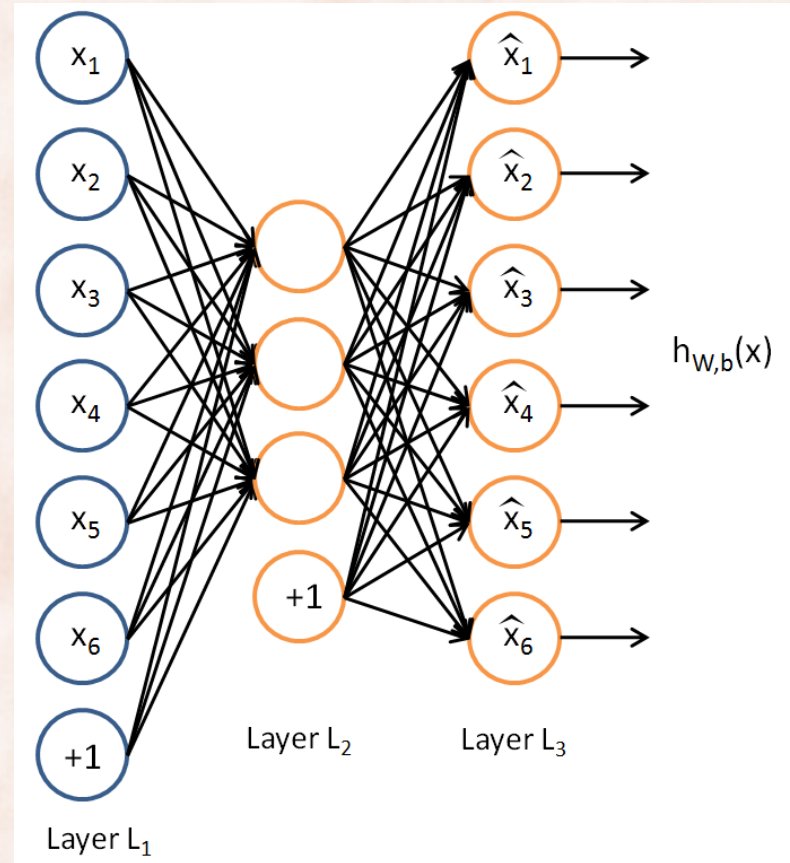 x₁
x₂
x₃
x₄
x₅
x₆
+1
Layer L₁
+1
Layer L₂
x̂₁
x̂₂
x̂₃
x̂₄
x̂₅
x̂₆
Layer L₃
h_W,b(x)